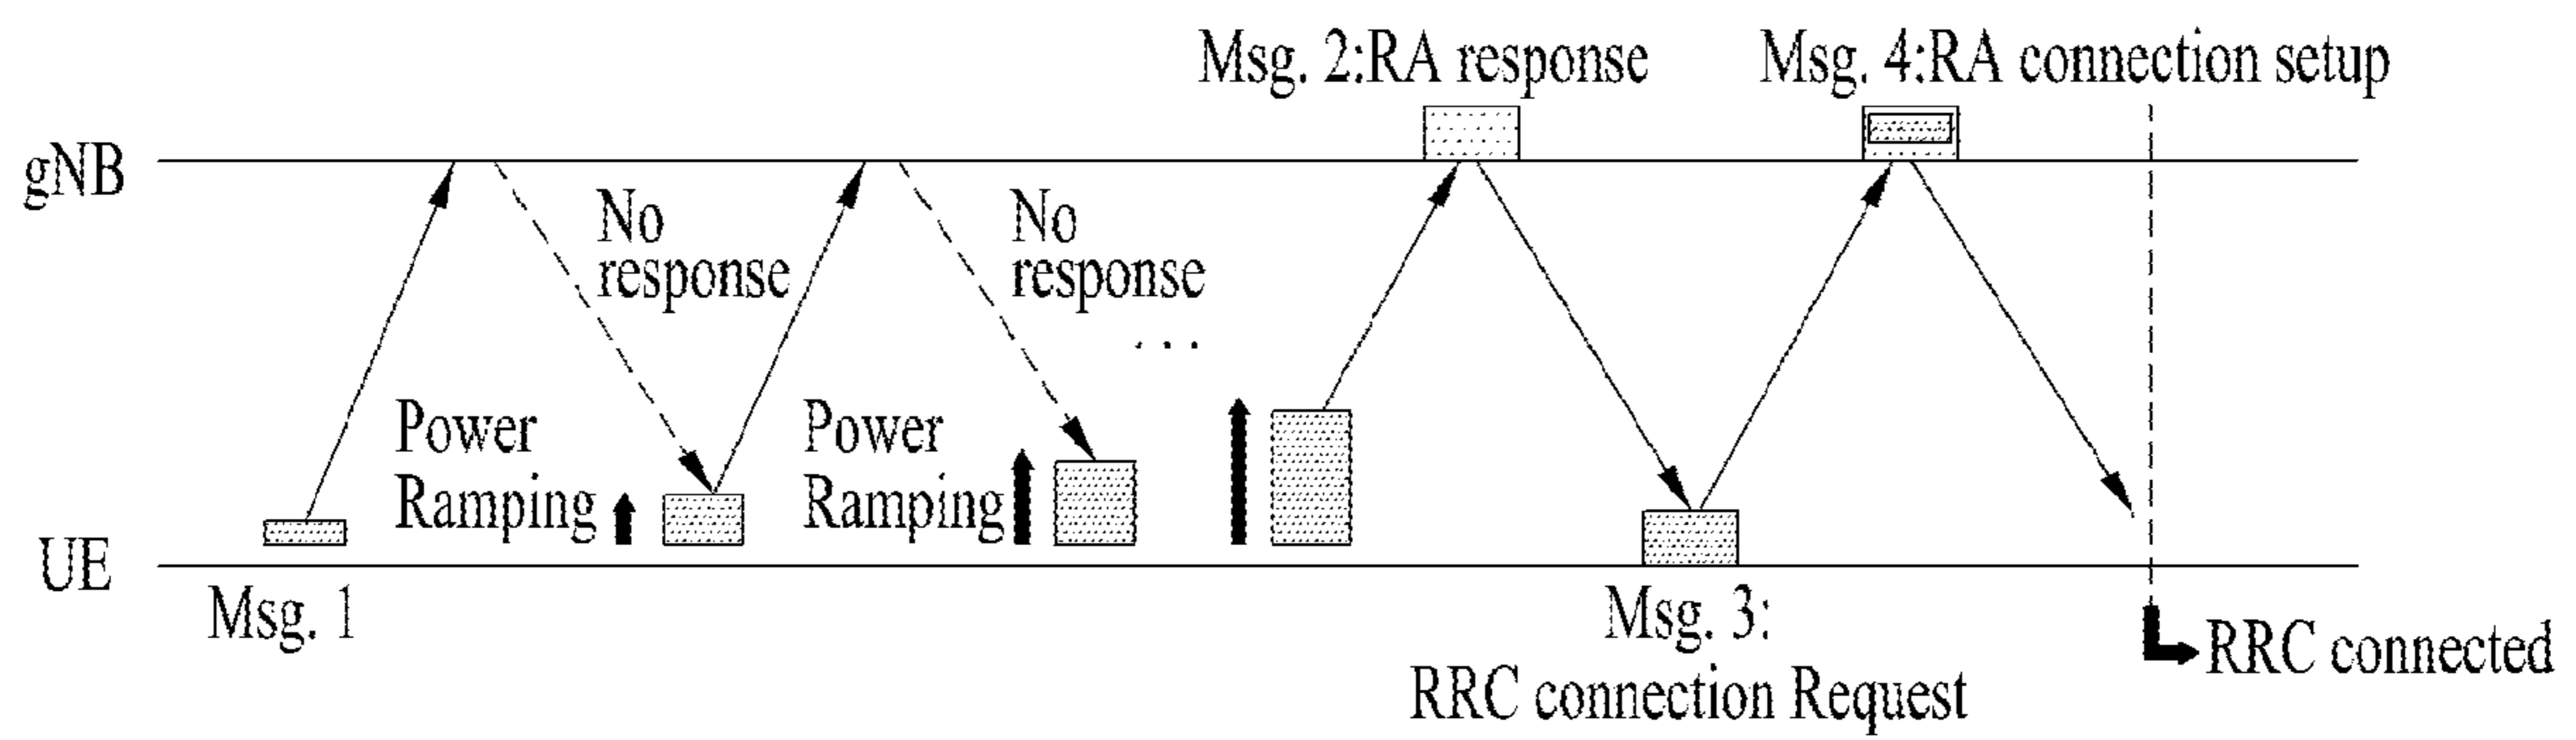 Msg. 2:RA response
Msg. 4:RA connection setup
gNB
No
response
No
response
. . .
Power
Ramping
Power
Ramping
UE
Msg. 1
Msg. 3:
RRC connection Request
RRC connected